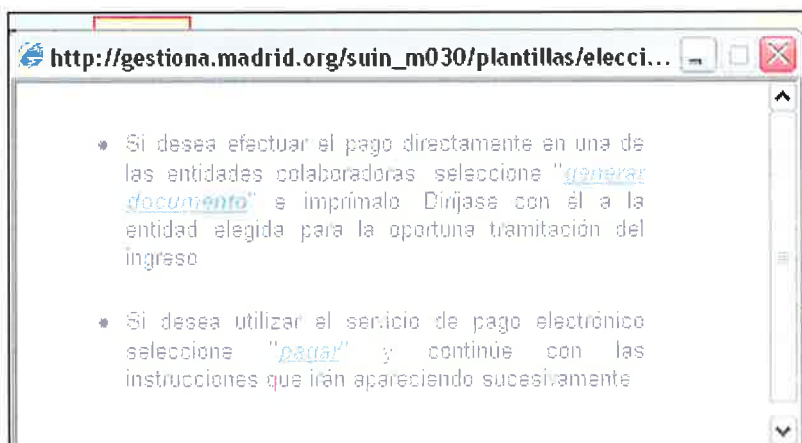 http://gestiona.madrid.org/suin_m030/plantillas/elecci...
• Si desea efectuar el pago directamente en una de
las entidades colaboradoras seleccione "generar
documento" e imprímalo. Diríjase con él a la
entidad elegida para la oportuna tramitación del
ingreso
• Si desea utilizar el servicio de pago electrónico
seleccione "pagar" y continúe con las
instrucciones que irán apareciendo sucesivamente